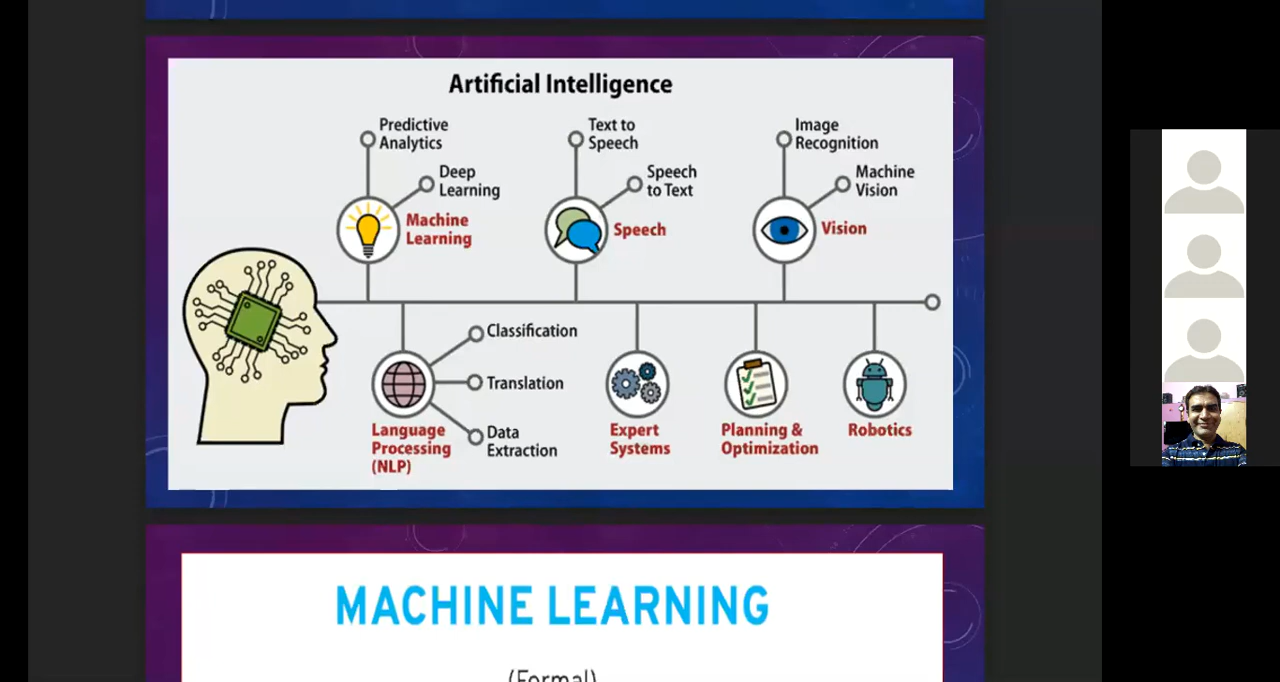 Artificial Intelligence
Predictive
Analytics
Deep
Learning
Machine
Learning
Text to
Speech
Speech
to Text
Speech
Image
Recognition
Machine
Vision
Vision
Classification
Translation
Data
Extraction
Language
Processing
(NLP)
Expert
Systems
Planning &
Optimization
Robotics
MACHINE LEARNING
(Formal)